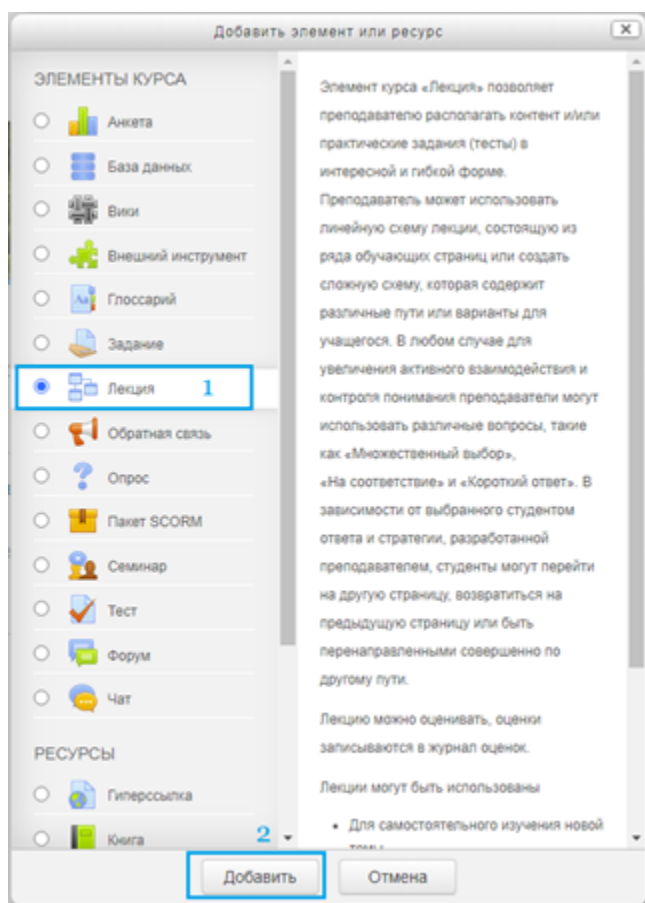 Добавить элемент или ресурс
ЭЛЕМЕНТЫ КУРСА
Анкета
База данных
Вики
Внешний инструмент
Глоссарий
Задание
Лекция 1
Обратная связь
Опрос
Пакет SCORM
Семинар
Тест
Форум
Чат
РЕСУРСЫ
Гиперссылка
Книга
2
Элемент курса «Лекция» позволяет
преподавателю располагать контент и/или
практические задания (тесты) в
интересной и гибкой форме.
Преподаватель может использовать
линейную схему лекции, состоящую из
ряда обучающих страниц или создать
сложную схему, которая содержит
различные пути или варианты для
учащегося. В любом случае для
увеличения активного взаимодействия и
контроля понимания преподаватели могут
использовать различные вопросы, такие
как «Множественный выбор»,
«На соответствие» и «Короткий ответ». В
зависимости от выбранного студентом
ответа и стратегии, разработанной
преподавателем, студенты могут перейти
на другую страницу, возвратиться на
предыдущую страницу или быть
перенаправленными совершенно по
другому пути.
Лекцию можно оценивать, оценки
записываются в журнал оценок.
Лекции могут быть использованы
• Для самостоятельного изучения новой
Добавить
Отмена